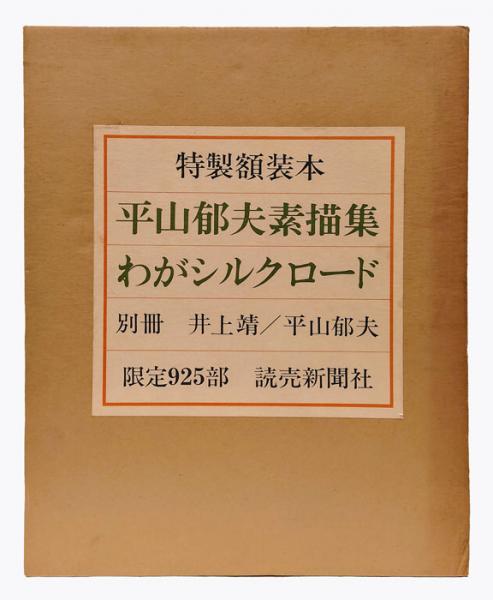 特製額装本
平山郁夫素描集
わがシルクロード
別冊　井上靖／平山郁夫
限定925部　読売新聞社